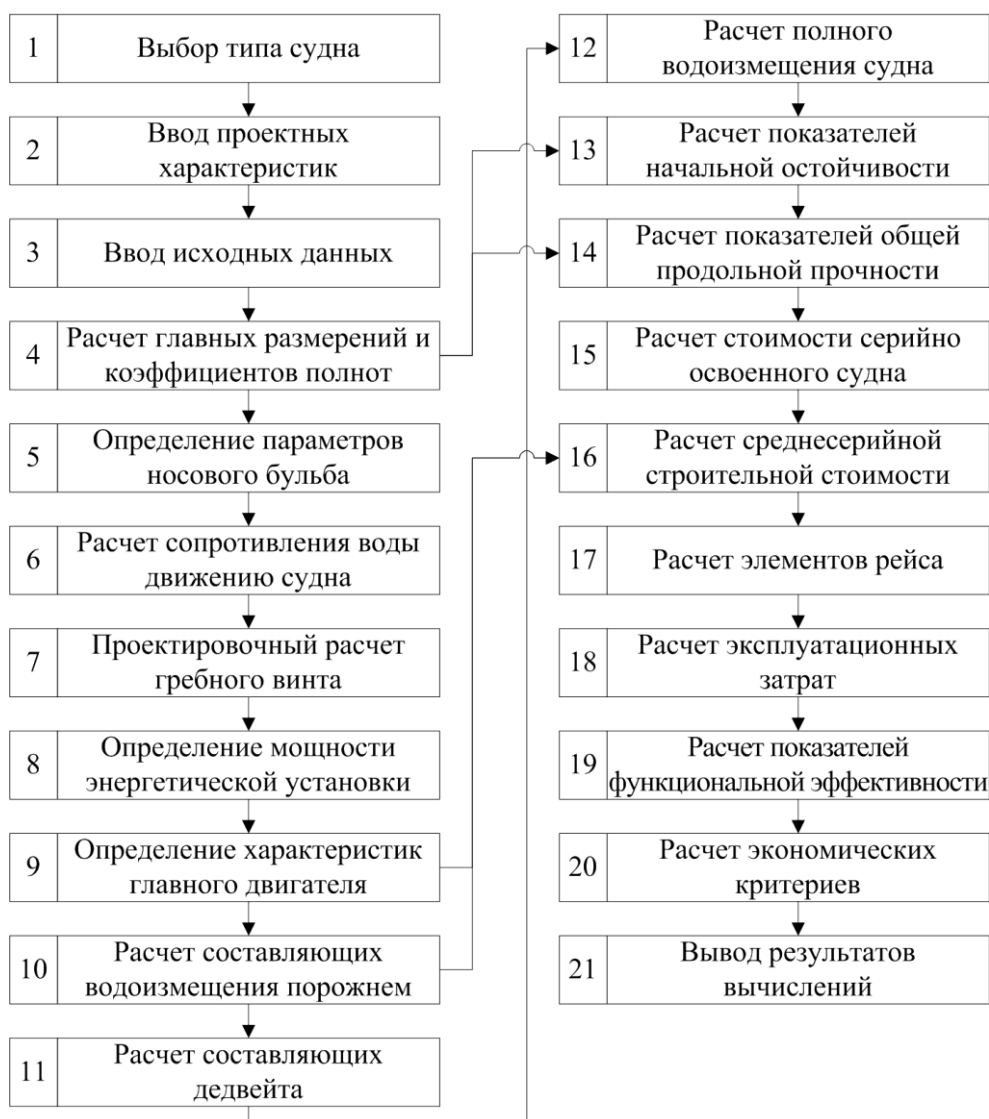 1
Выбор типа судна
2
Ввод проектных
характеристик
3
Ввод исходных данных
4
Расчет главных размерений и
коэффициентов полнот
5
Определение параметров
носового бульба
6
Расчет сопротивления воды
движению судна
7
Проектировочный расчет
гребного винта
8
Определение мощности
энергетической установки
9
Определение характеристик
главного двигателя
10
Расчет составляющих
водоизмещения порожнем
11
Расчет составляющих
дедвейта
12
Расчет полного
водоизмещения судна
13
Расчет показателей
начальной остойчивости
14
Расчет показателей общей
продольной прочности
15
Расчет стоимости серийно
освоенного судна
16
Расчет среднесерийной
строительной стоимости
17
Расчет элементов рейса
18
Расчет эксплуатационных
затрат
19
Расчет показателей
функциональной эффективности
20
Расчет экономических
критериев
21
Вывод результатов
вычислений